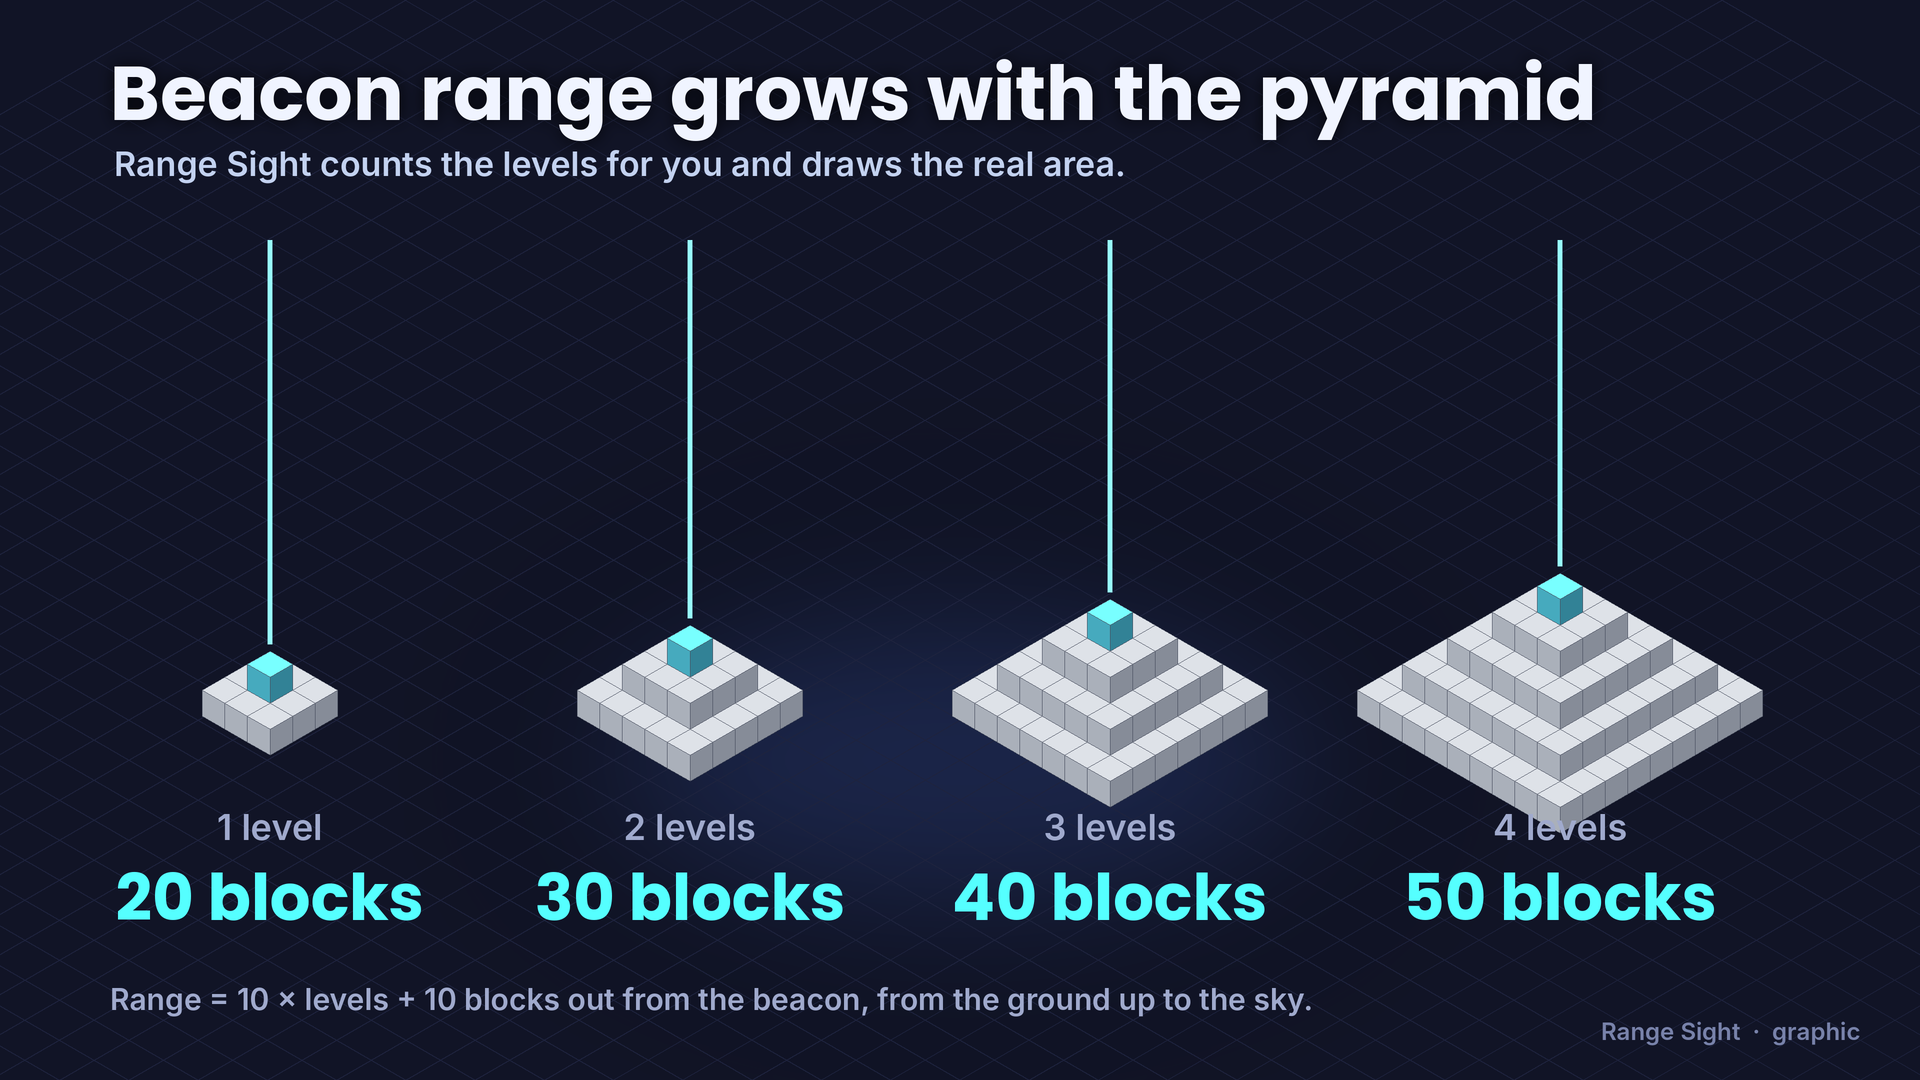 Beacon range grows with the pyramid
Range Sight counts the levels for you and draws the real area.
1 level
2 levels
3 levels
4 levels
20 blocks
30 blocks
40 blocks
50 blocks
Range = 10 × levels + 10 blocks out from the beacon, from the ground up to the sky.
Range Sight · graphic